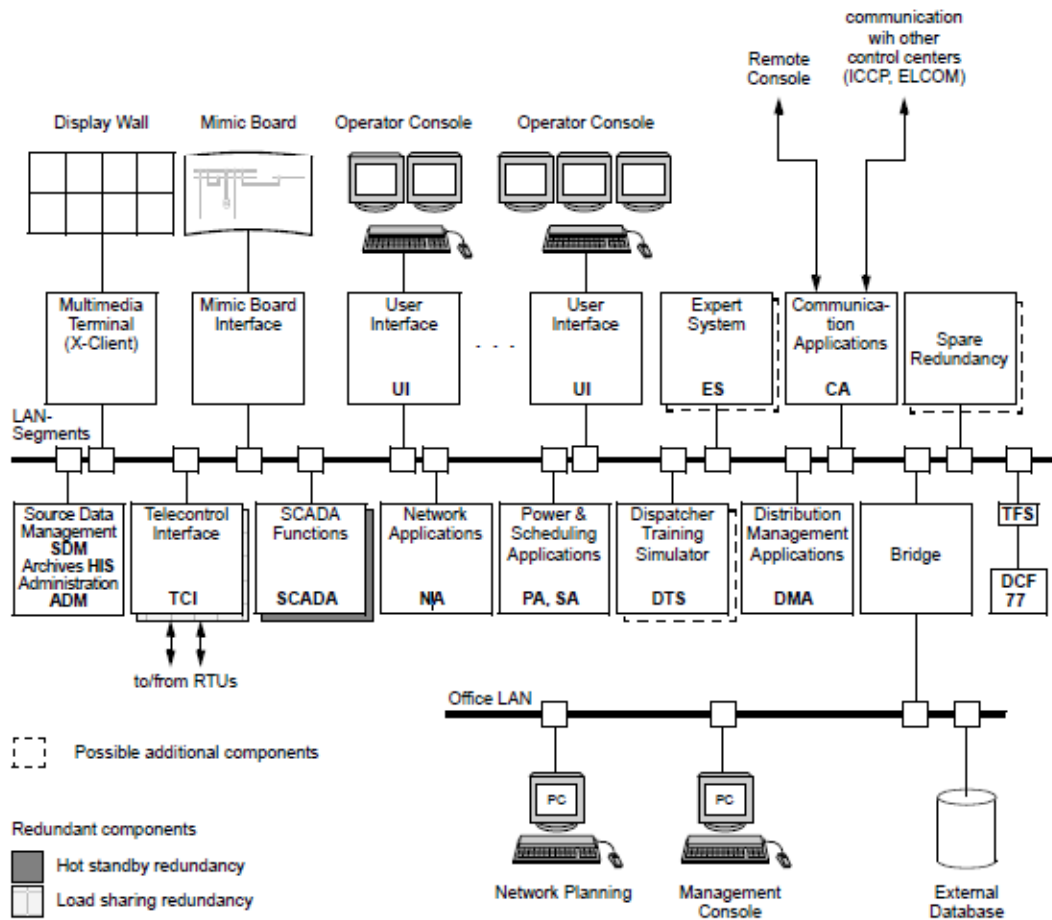 communication
wih other
control centers
(ICCP, ELCOM)
Remote
Console
Display Wall
Mimic Board
Operator Console
Operator Console
Multimedia
Terminal
(X-Client)
Mimic Board
Interface
User
Interface
UI
. . .
User
Interface
UI
Expert
System
ES
Communica-
tion
Applications
CA
Spare
Redundancy
LAN-
Segments
Source Data
Management
SDM
Archives HIS
Administration
ADM
Telecontrol
Interface
TCI
SCADA
Functions
SCADA
Network
Applications
NA
Power &
Scheduling
Applications
PA, SA
Dispatcher
Training
Simulator
DTS
Distribution
Management
Applications
DMA
Bridge
TFS
DCF
77
to/from RTUs
Office LAN
Possible additional components
PC
PC
Redundant components
Hot standby redundancy
Load sharing redundancy
Network Planning
Management
Console
External
Database